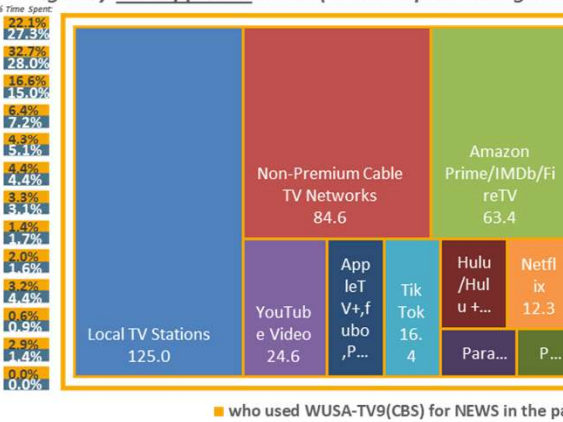 % Time Spent:
22.1%
27.3%
32.7%
28.0%
16.6%
15.0%
6.4%
7.2%
4.3%
5.1%
4.4%
4.4%
3.3%
3.1%
1.4%
1.7%
2.0%
1.6%
3.2%
4.4%
0.6%
0.9%
2.9%
1.4%
0.0%
0.0%
Local TV Stations
125.0
Non-Premium Cable
TV Networks
84.6
Amazon
Prime/IMDb/Fi
reTV
63.4
YouTub
e Video
24.6
App
leT
V+,f
ubo
,P...
Tik
Tok
16.
4
Hulu
/Hul
u +...
Netfl
ix
12.3
Para...
P...
who used WUSA-TV9(CBS) for NEWS in the pa